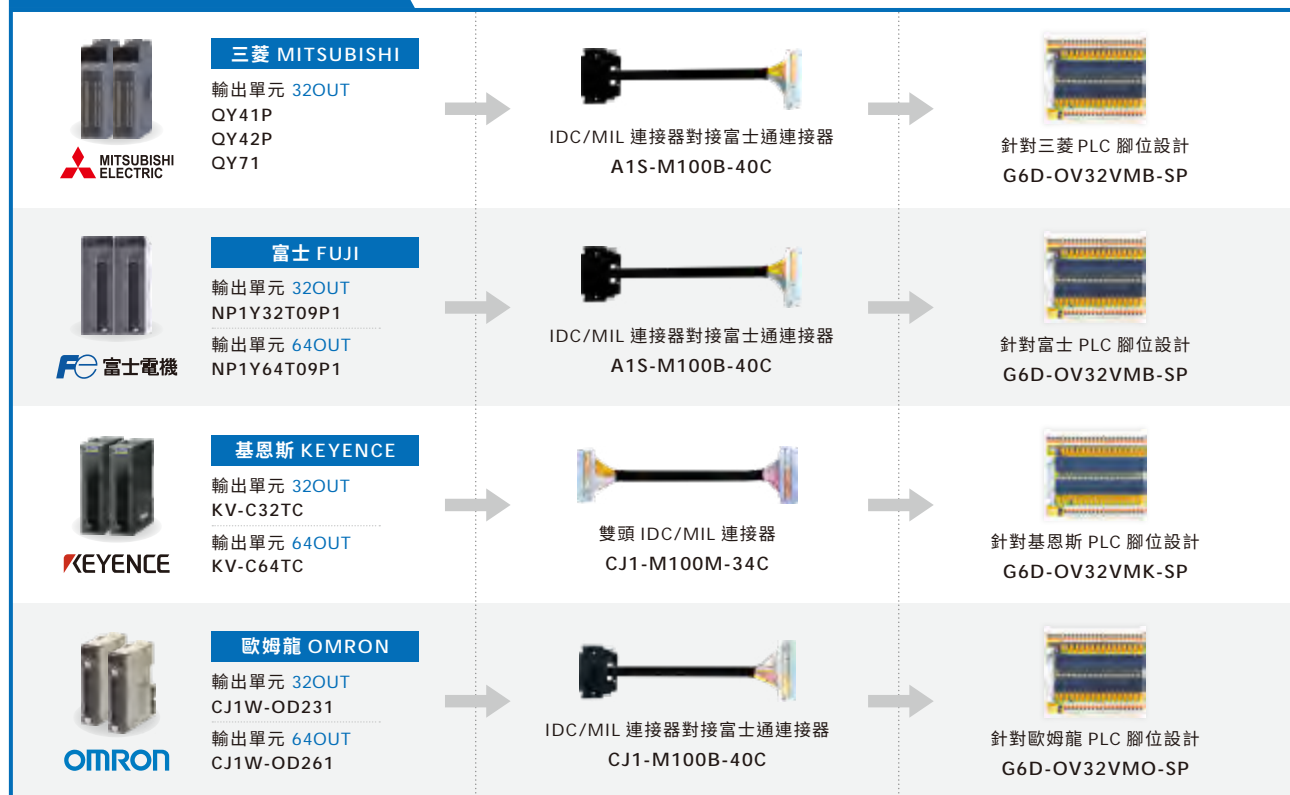 三菱 MITSUBISHI
輸出單元 32OUT
QY41P
QY42P
QY71
MITSUBISHI
ELECTRIC
IDC/MIL 連接器對接富士通連接器
A1S-M100B-40C
針對三菱 PLC 腳位設計
G6D-OV32VMB-SP
富士 FUJI
輸出單元 32OUT
NP1Y32T09P1
輸出單元 64OUT
NP1Y64T09P1
Fe 富士電機
IDC/MIL 連接器對接富士通連接器
A1S-M100B-40C
針對富士 PLC 腳位設計
G6D-OV32VMB-SP
基恩斯 KEYENCE
輸出單元 32OUT
KV-C32TC
輸出單元 64OUT
KV-C64TC
KEYENCE
雙頭 IDC/MIL 連接器
CJ1-M100M-34C
針對基恩斯 PLC 腳位設計
G6D-OV32VMK-SP
歐姆龍 OMRON
輸出單元 32OUT
CJ1W-OD231
輸出單元 64OUT
CJ1W-OD261
OMRON
IDC/MIL 連接器對接富士通連接器
CJ1-M100B-40C
針對歐姆龍 PLC 腳位設計
G6D-OV32VMO-SP